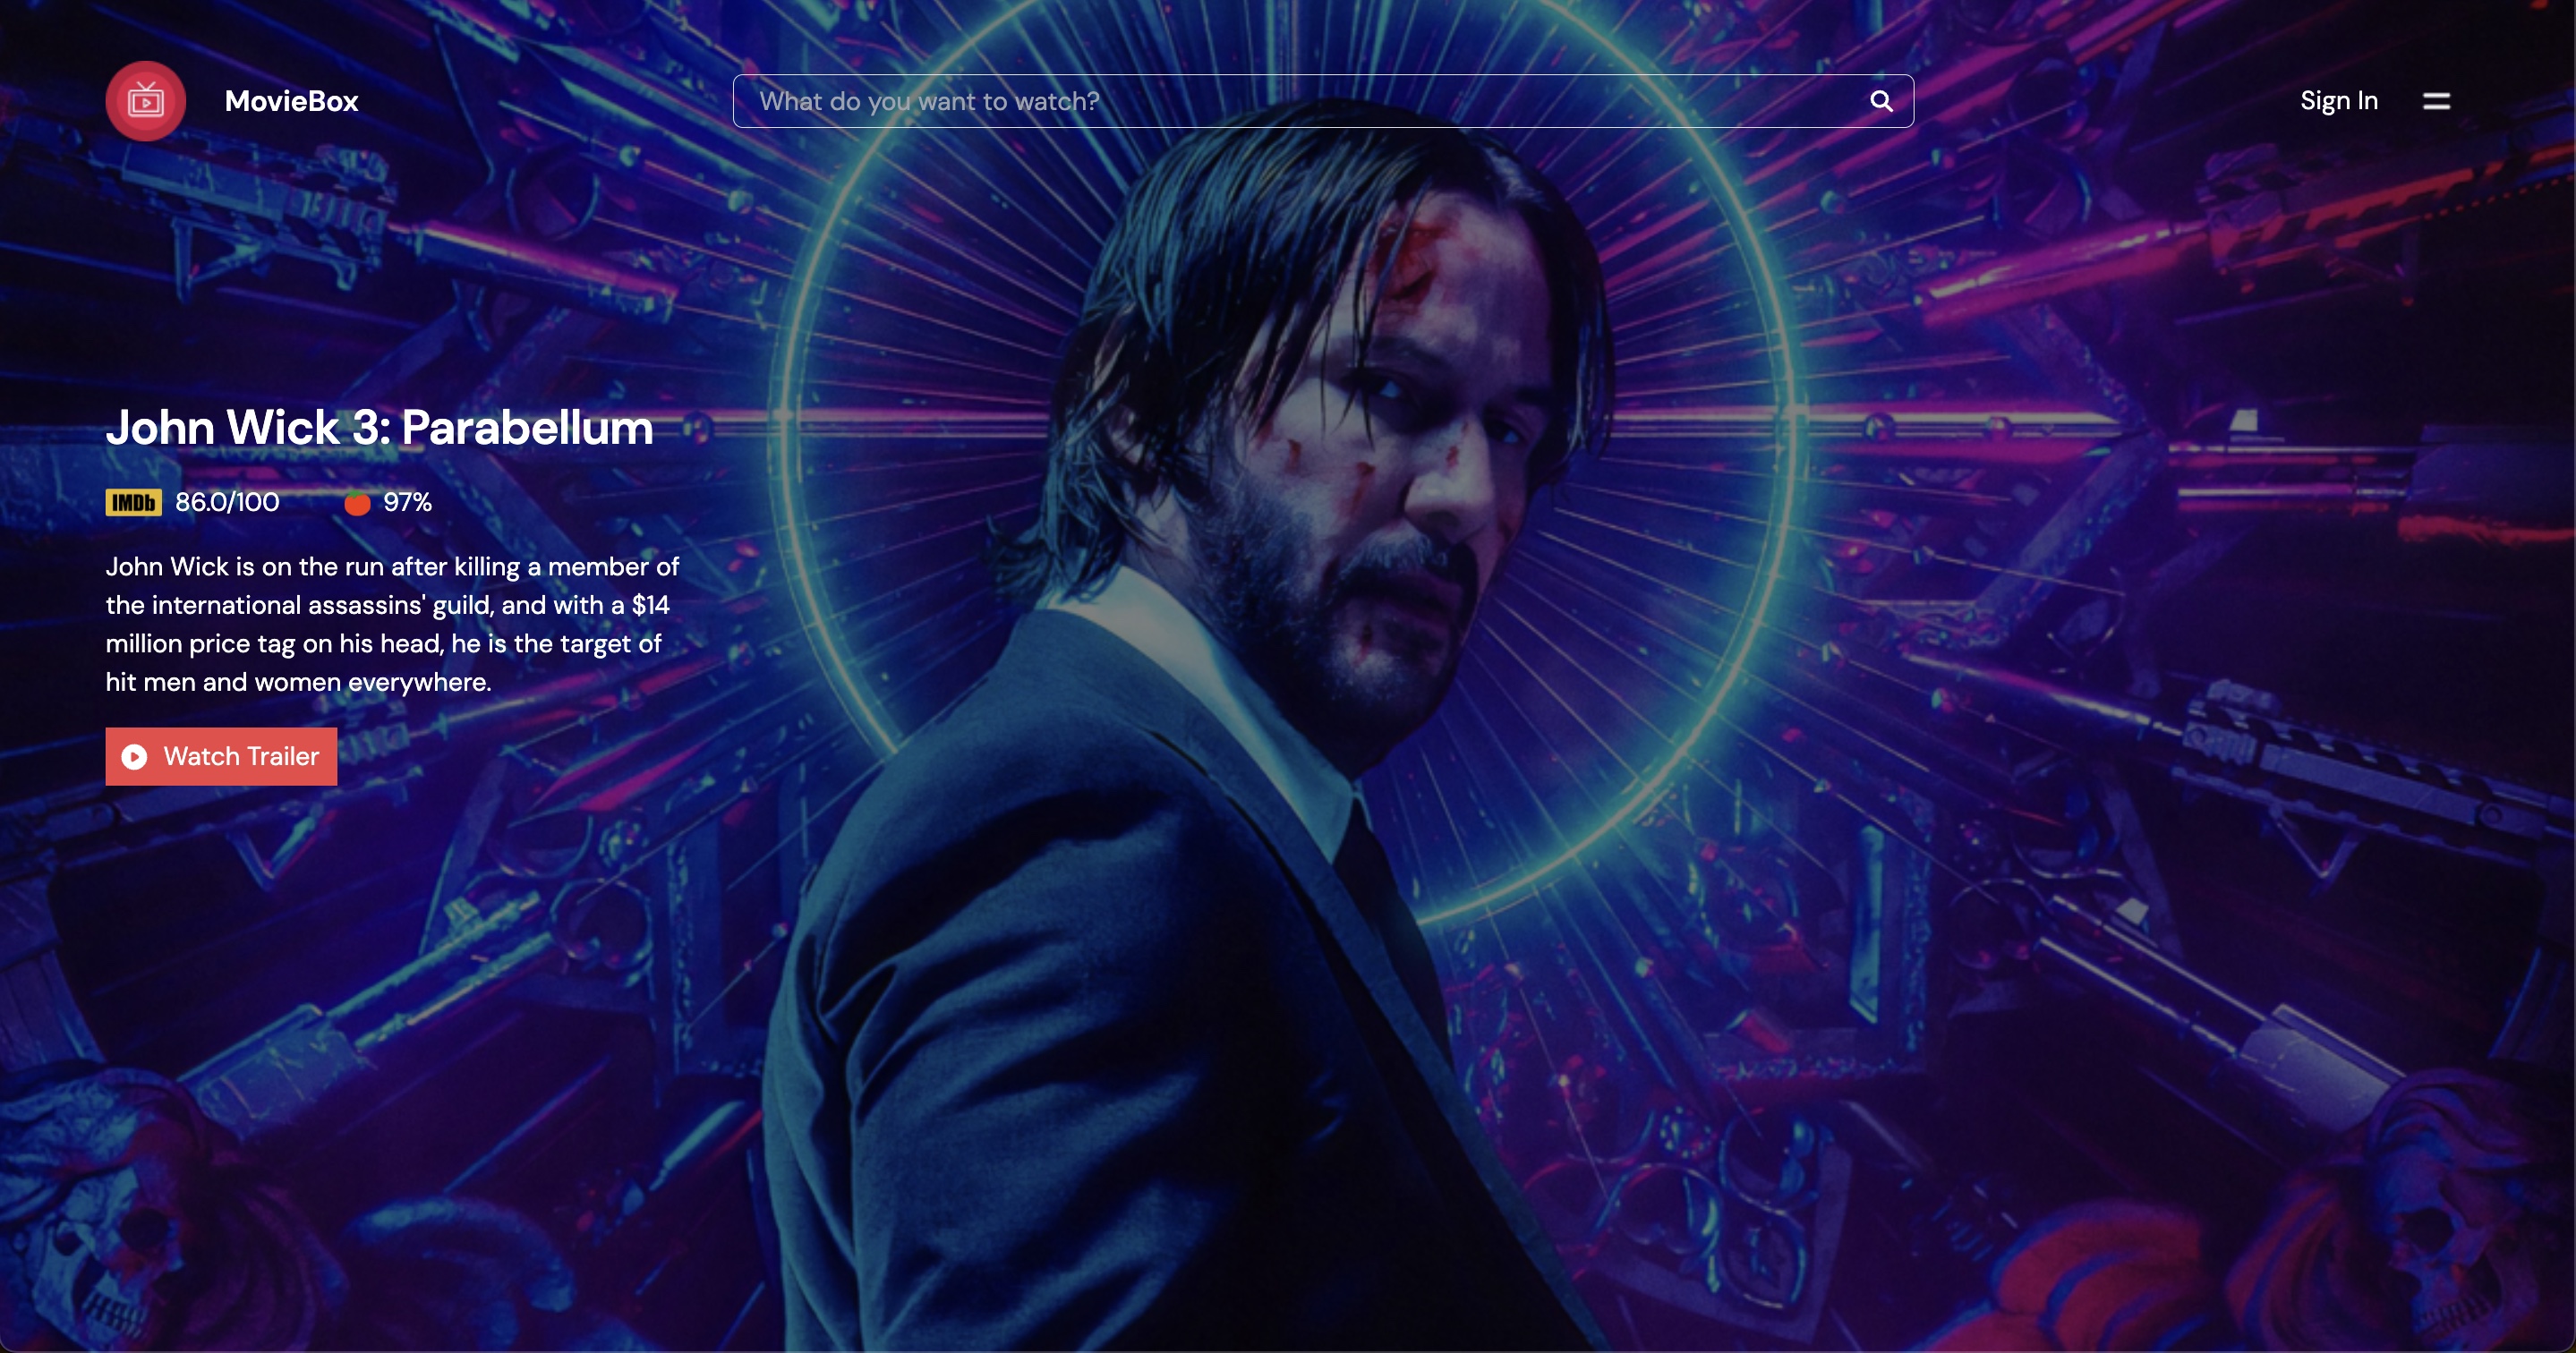 MovieBox
What do you want to watch?
Sign In
John Wick 3: Parabellum
IMDb 86.0/100 97%
John Wick is on the run after killing a member of
the international assassins' guild, and with a $14
million price tag on his head, he is the target of
hit men and women everywhere.
Watch Trailer